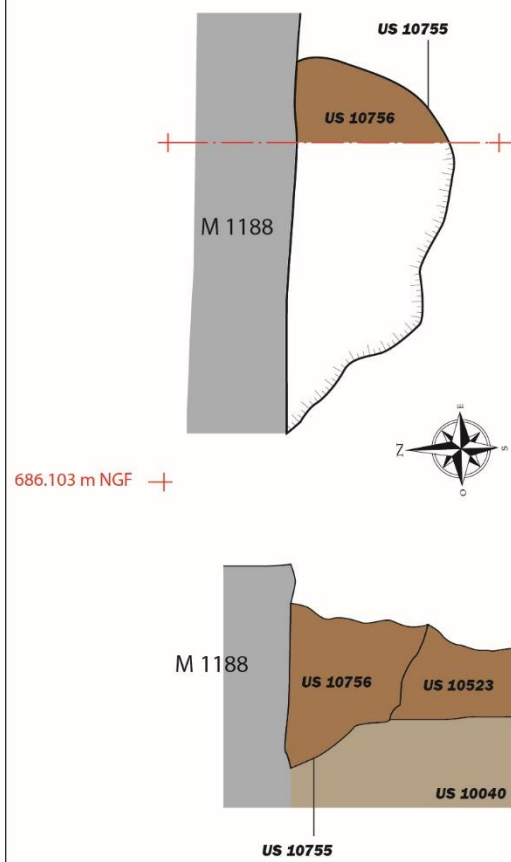 US 10755
US 10756
M 1188
E
N
S
O
686.103 m NGF
M 1188
US 10756
US 10523
US 10040
US 10755